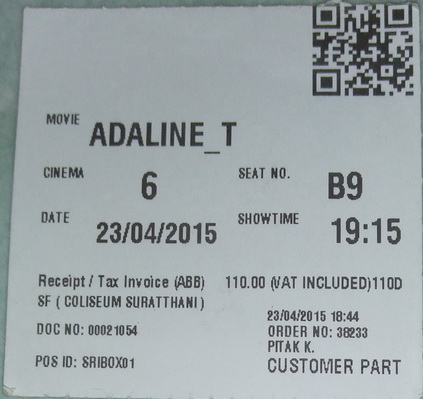 MOVIE ADALINE_T
CINEMA 6 SEAT NO. B9
DATE 23/04/2015 SHOWTIME 19:15
Receipt / Tax Invoice (ABB) 110.00 (VAT INCLUDED)110D
SF ( COLISEUM SURATTHANI )
23/04/2015 18:44
DOC NO: 00021054 ORDER NO: 38233
PITAK K.
POS ID: SRIBOX01 CUSTOMER PART